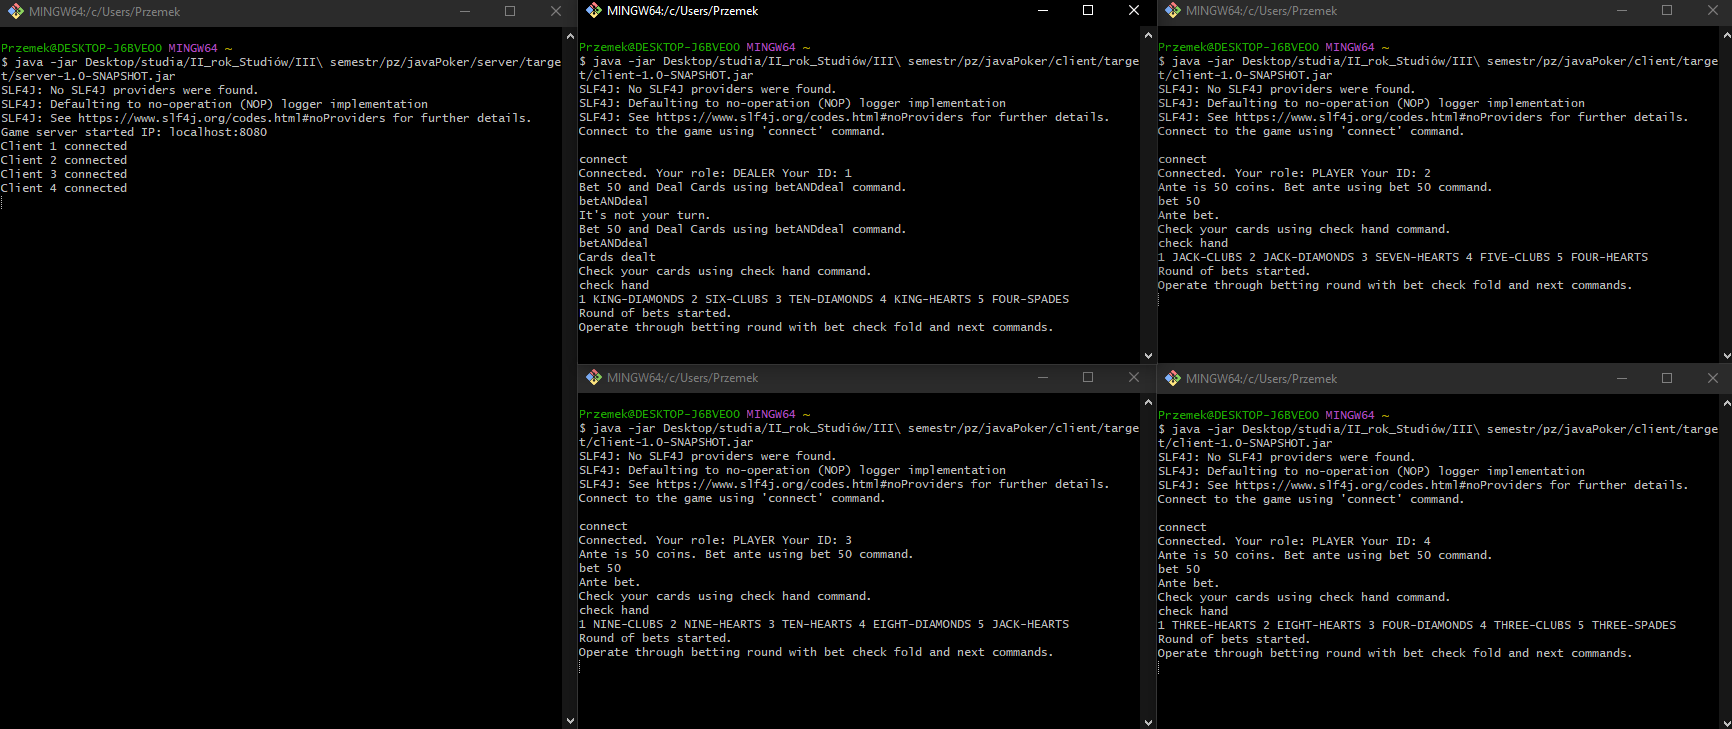 MINGW64:/c/Users/Przemek
Przemek@DESKTOP-J6BVEOO MINGW64 ~
$ java -jar Desktop/studia/II_rok_Studiów/III\ semestr/pz/javaPoker/server/targe
t/server-1.0-SNAPSHOT.jar
SLF4J: No SLF4J providers were found.
SLF4J: Defaulting to no-operation (NOP) logger implementation
SLF4J: See https://www.slf4j.org/codes.html#noProviders for further details.
Game server started IP: localhost:8080
Client 1 connected
Client 2 connected
Client 3 connected
Client 4 connected
MINGW64:/c/Users/Przemek
Przemek@DESKTOP-J6BVEOO MINGW64 ~
$ java -jar Desktop/studia/II_rok_Studiów/III\ semestr/pz/javaPoker/client/targe
t/client-1.0-SNAPSHOT.jar
SLF4J: No SLF4J providers were found.
SLF4J: Defaulting to no-operation (NOP) logger implementation
SLF4J: See https://www.slf4j.org/codes.html#noProviders for further details.
Connect to the game using 'connect' command.
connect
Connected. Your role: DEALER Your ID: 1
Bet 50 and Deal Cards using betANDdeal command.
betANDdeal
It's not your turn.
Bet 50 and Deal Cards using betANDdeal command.
betANDdeal
Cards dealt
Check your cards using check hand command.
check hand
1 KING-DIAMONDS 2 SIX-CLUBS 3 TEN-DIAMONDS 4 KING-HEARTS 5 FOUR-SPADES
Round of bets started.
Operate through betting round with bet check fold and next commands.
MINGW64:/c/Users/Przemek
Przemek@DESKTOP-J6BVEOO MINGW64 ~
$ java -jar Desktop/studia/II_rok_Studiów/III\ semestr/pz/javaPoker/client/targe
t/client-1.0-SNAPSHOT.jar
SLF4J: No SLF4J providers were found.
SLF4J: Defaulting to no-operation (NOP) logger implementation
SLF4J: See https://www.slf4j.org/codes.html#noProviders for further details.
Connect to the game using 'connect' command.
connect
Connected. Your role: PLAYER Your ID: 2
Ante is 50 coins. Bet ante using bet 50 command.
bet 50
Ante bet.
Check your cards using check hand command.
check hand
1 JACK-CLUBS 2 JACK-DIAMONDS 3 SEVEN-HEARTS 4 FIVE-CLUBS 5 FOUR-HEARTS
Round of bets started.
Operate through betting round with bet check fold and next commands.
MINGW64:/c/Users/Przemek
Przemek@DESKTOP-J6BVEOO MINGW64 ~
$ java -jar Desktop/studia/II_rok_Studiów/III\ semestr/pz/javaPoker/client/targe
t/client-1.0-SNAPSHOT.jar
SLF4J: No SLF4J providers were found.
SLF4J: Defaulting to no-operation (NOP) logger implementation
SLF4J: See https://www.slf4j.org/codes.html#noProviders for further details.
Connect to the game using 'connect' command.
connect
Connected. Your role: PLAYER Your ID: 3
Ante is 50 coins. Bet ante using bet 50 command.
bet 50
Ante bet.
Check your cards using check hand command.
check hand
1 NINE-CLUBS 2 NINE-HEARTS 3 TEN-HEARTS 4 EIGHT-DIAMONDS 5 JACK-HEARTS
Round of bets started.
Operate through betting round with bet check fold and next commands.
MINGW64:/c/Users/Przemek
Przemek@DESKTOP-J6BVEOO MINGW64 ~
$ java -jar Desktop/studia/II_rok_Studiów/III\ semestr/pz/javaPoker/client/targe
t/client-1.0-SNAPSHOT.jar
SLF4J: No SLF4J providers were found.
SLF4J: Defaulting to no-operation (NOP) logger implementation
SLF4J: See https://www.slf4j.org/codes.html#noProviders for further details.
Connect to the game using 'connect' command.
connect
Connected. Your role: PLAYER Your ID: 4
Ante is 50 coins. Bet ante using bet 50 command.
bet 50
Ante bet.
Check your cards using check hand command.
check hand
1 THREE-HEARTS 2 EIGHT-HEARTS 3 FOUR-DIAMONDS 4 THREE-CLUBS 5 THREE-SPADES
Round of bets started.
Operate through betting round with bet check fold and next commands.